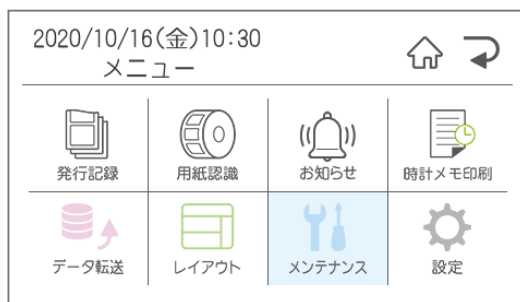 2020/10/16(金)10:30
メニュー
発行記録
用紙認識
お知らせ
時計メモ印刷
データ転送
レイアウト
メンテナンス
設定